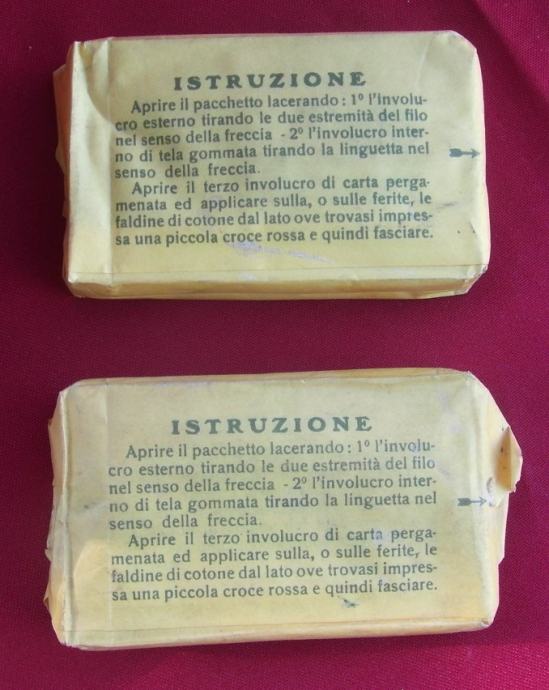 ISTRUZIONE
Aprire il pacchetto lacerando: 1º l'involu-
cro esterno tirando le due estremità del filo
nel senso della freccia - 2º l'involucro inter-
no di tela gommata tirando la linguetta nel
senso della freccia.
Aprire il terzo involucro di carta perga-
menata ed applicare sulla, o sulle ferite, le
faldine di cotone dal lato ove trovasi impres-
sa una piccola croce rossa e quindi fasciare.
ISTRUZIONE
Aprire il pacchetto lacerando: 1º l'involu-
cro esterno tirando le due estremità del filo
nel senso della freccia - 2º l'involucro inter-
no di tela gommata tirando la linguetta nel
senso della freccia.
Aprire il terzo involucro di carta perga-
menata ed applicare sulla, o sulle ferite, le
faldine di cotone dal lato ove trovasi impres-
sa una piccola croce rossa e quindi fasciare.